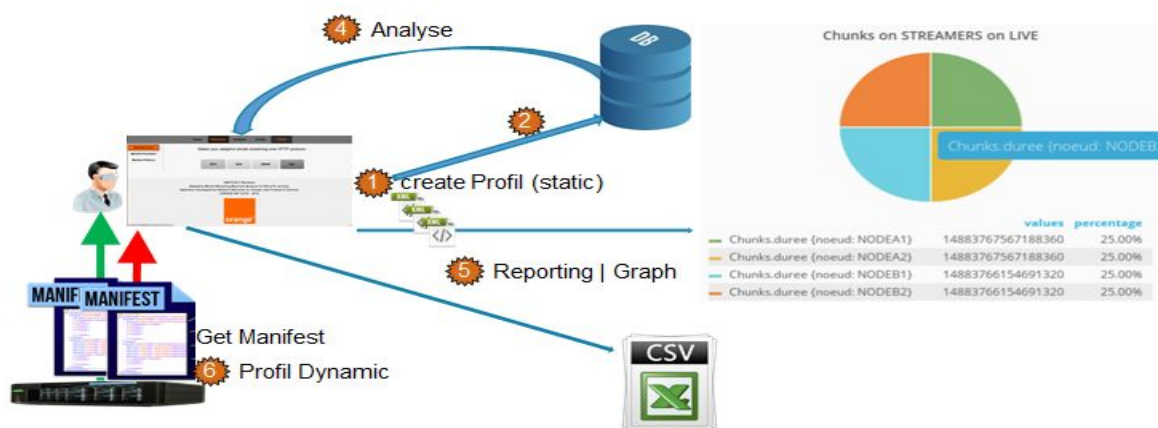 4 Analyse
DB
2
1 create Profil (static)
XML
XML
XML
</>
5 Reporting | Graph
orange
MANIFEST
Get Manifest
6 Profil Dynamic
CSV
Chunks on STREAMERS on LIVE
Chunks.duree {noeud: NODEB
values percentage
Chunks.duree {noeud: NODEA1} 14883767567188360 25.00%
Chunks.duree {noeud: NODEA2} 14883767567188360 25.00%
Chunks.duree {noeud: NODEB1} 14883766154691320 25.00%
Chunks.duree {noeud: NODEB2} 14883766154691320 25.00%